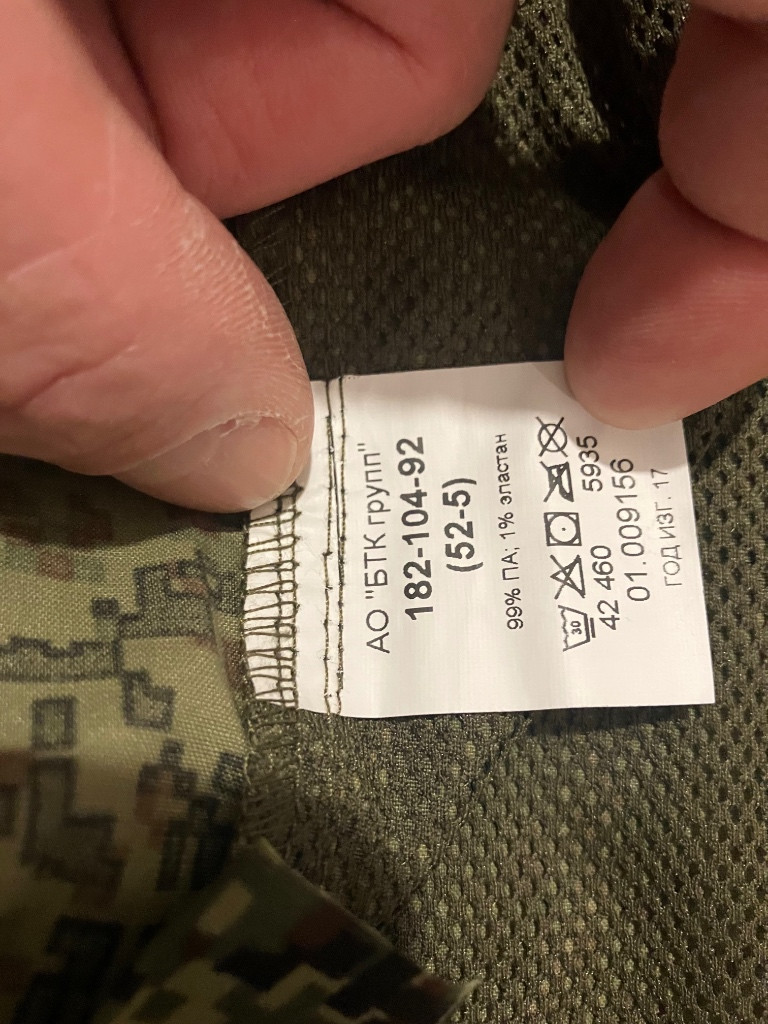 АО "БТК групп"
182-104-92
(52-5)
99% ПА; 1% эластан
30
42 460 5935
01.009156
ГОД ИЗГ. 17